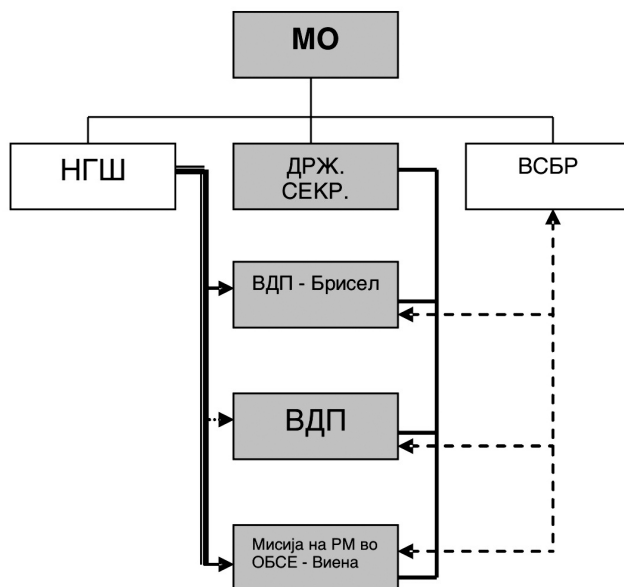 МО
НГШ
ДРЖ.
СЕКР.
ВСБР
ВДП - Брисел
ВДП
Мисија на РМ во
ОБСЕ - Виена